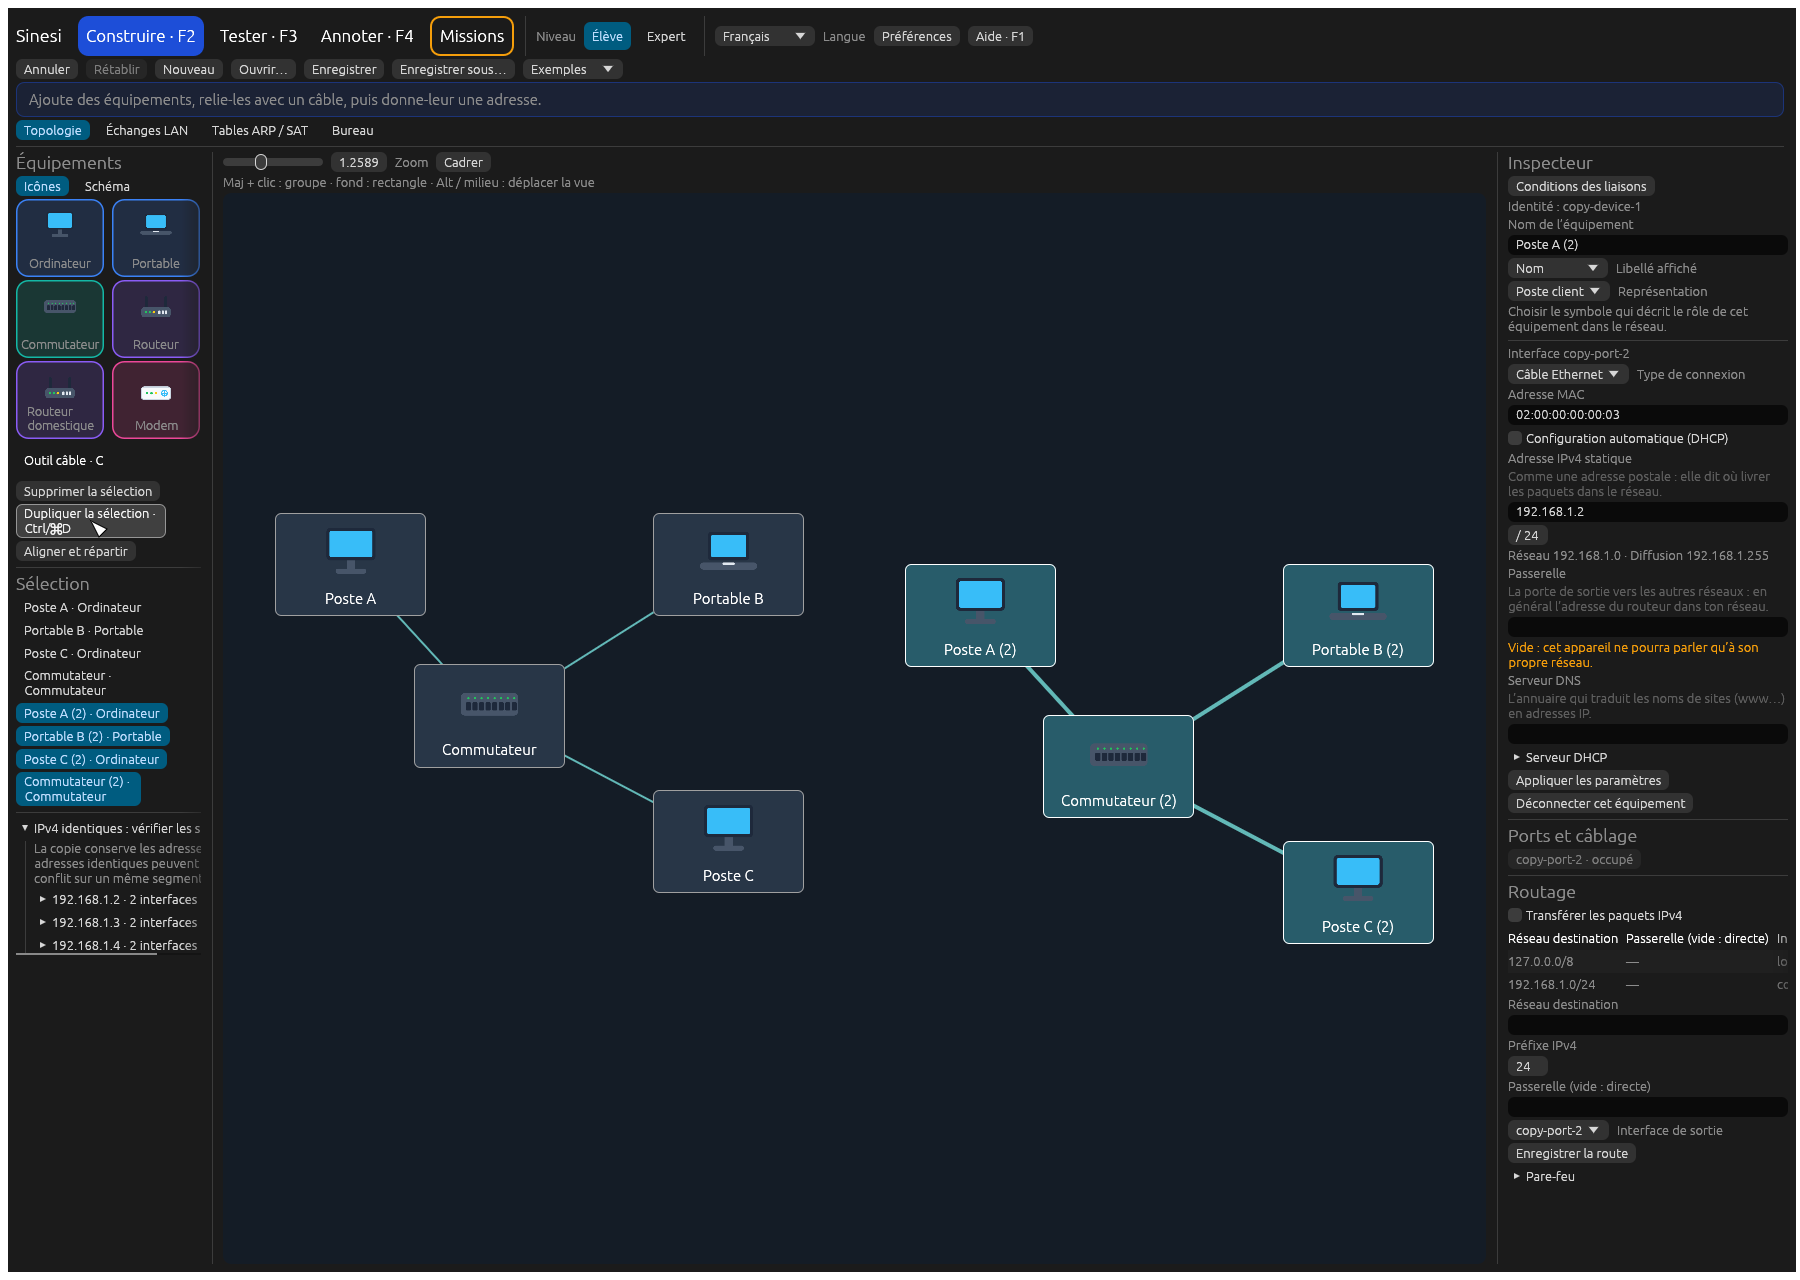 Sinesi
Construire · F2
Tester · F3
Annoter · F4
Missions
Niveau
Élève
Expert
Français
Langue
Préférences
Aide · F1
Annuler
Rétablir
Nouveau
Ouvrir…
Enregistrer
Enregistrer sous…
Exemples
Ajoute des équipements, relie-les avec un câble, puis donne-leur une adresse.
Topologie
Échanges LAN
Tables ARP / SAT
Bureau
Équipements
Icônes
Schéma
Ordinateur
Portable
Commutateur
Routeur
Routeur
domestique
Modem
Outil câble · C
Supprimer la sélection
Dupliquer la sélection ·
Ctrl/⌘D
Aligner et répartir
Sélection
Poste A · Ordinateur
Portable B · Portable
Poste C · Ordinateur
Commutateur ·
Commutateur
Poste A (2) · Ordinateur
Portable B (2) · Portable
Poste C (2) · Ordinateur
Commutateur (2) ·
Commutateur
IPv4 identiques : vérifier les s
La copie conserve les adresse
adresses identiques peuvent
conflit sur un même segment
192.168.1.2 · 2 interfaces
192.168.1.3 · 2 interfaces
192.168.1.4 · 2 interfaces
1.2589
Zoom
Cadrer
Maj + clic : groupe · fond : rectangle · Alt / milieu : déplacer la vue
Poste A
Portable B
Commutateur
Poste C
Poste A (2)
Portable B (2)
Commutateur (2)
Poste C (2)
Inspecteur
Conditions des liaisons
Identité : copy-device-1
Nom de l'équipement
Poste A (2)
Nom
Libellé affiché
Poste client
Représentation
Choisir le symbole qui décrit le rôle de cet
équipement dans le réseau.
Interface copy-port-2
Câble Ethernet
Type de connexion
Adresse MAC
02:00:00:00:00:03
Configuration automatique (DHCP)
Adresse IPv4 statique
Comme une adresse postale : elle dit où livrer
les paquets dans le réseau.
192.168.1.2
/ 24
Réseau 192.168.1.0 · Diffusion 192.168.1.255
Passerelle
La porte de sortie vers les autres réseaux : en
général l'adresse du routeur dans ton réseau.
Vide : cet appareil ne pourra parler qu'à son
propre réseau.
Serveur DNS
L'annuaire qui traduit les noms de sites (www…)
en adresses IP.
Serveur DHCP
Appliquer les paramètres
Déconnecter cet équipement
Ports et câblage
copy-port-2 · occupé
Routage
Transférer les paquets IPv4
Réseau destination Passerelle (vide : directe) In
127.0.0.0/8 — lo
192.168.1.0/24 — co
Réseau destination
Préfixe IPv4
24
Passerelle (vide : directe)
copy-port-2
Interface de sortie
Enregistrer la route
Pare-feu